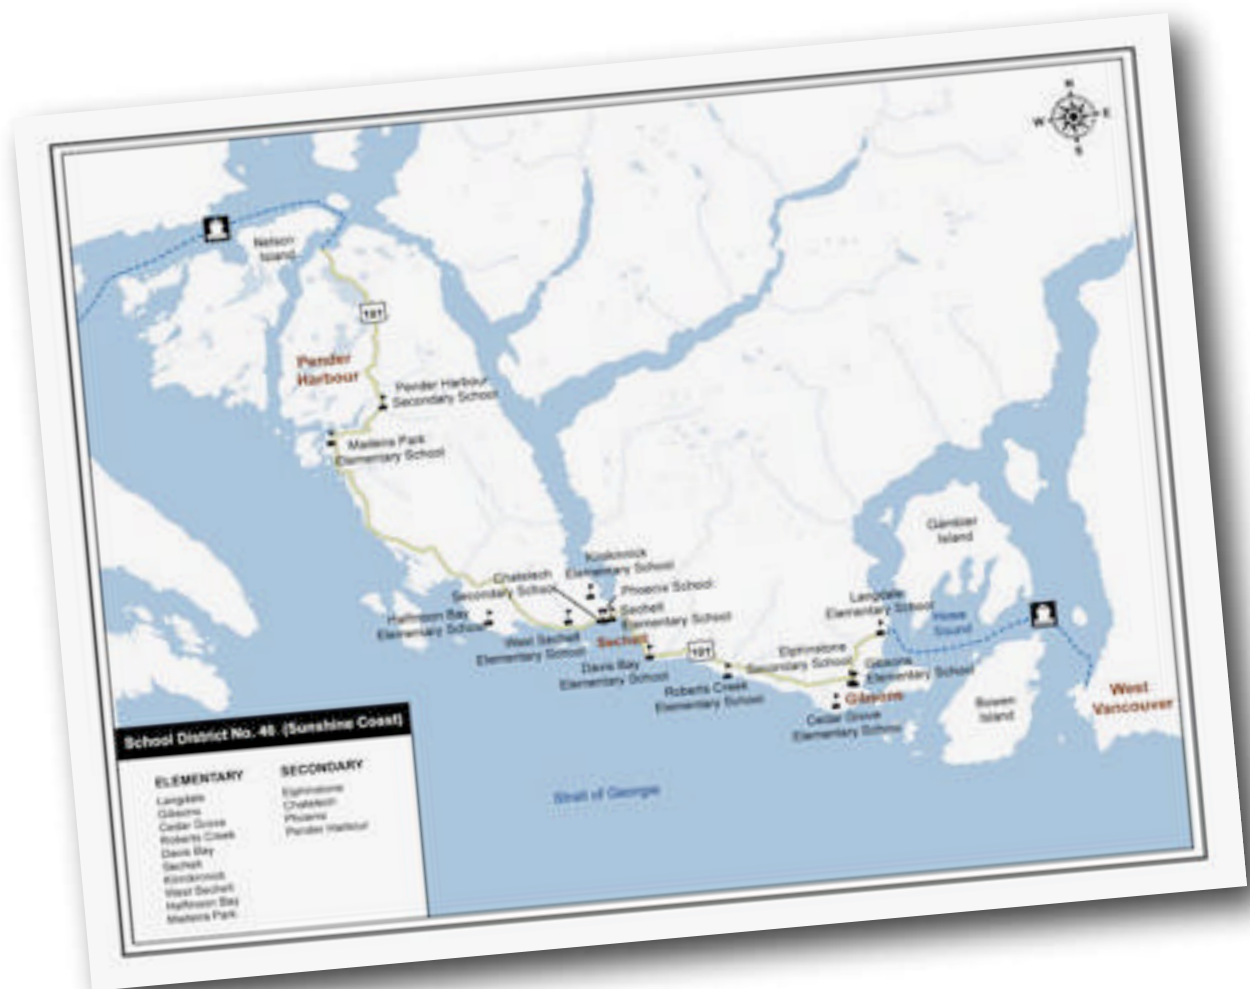 N
W
E
S
Nelson
Island
101
Pender
Harbour
Pender Harbour
Secondary School
Madeira Park
Elementary School
Gambier
Island
Kinnikinnick
Elementary School
Chatelech
Secondary School
Phoenix School
Sechelt
Elementary School
Langdale
Elementary School
Howe
Sound
Halfmoon Bay
Elementary School
West Sechelt
Elementary School
Sechelt
101
Davis Bay
Elementary School
Elphinstone
Secondary School
Gibsons
Elementary School
Roberts Creek
Elementary School
Gibsons
Cedar Grove
Elementary School
Bowen
Island
West
Vancouver
Strait of Georgia
School District No. 46 (Sunshine Coast)
ELEMENTARY
Langdale
Gibsons
Cedar Grove
Roberts Creek
Davis Bay
Sechelt
Kinnikinnick
West Sechelt
Halfmoon Bay
Madeira Park
SECONDARY
Elphinstone
Chatelech
Phoenix
Pender Harbour